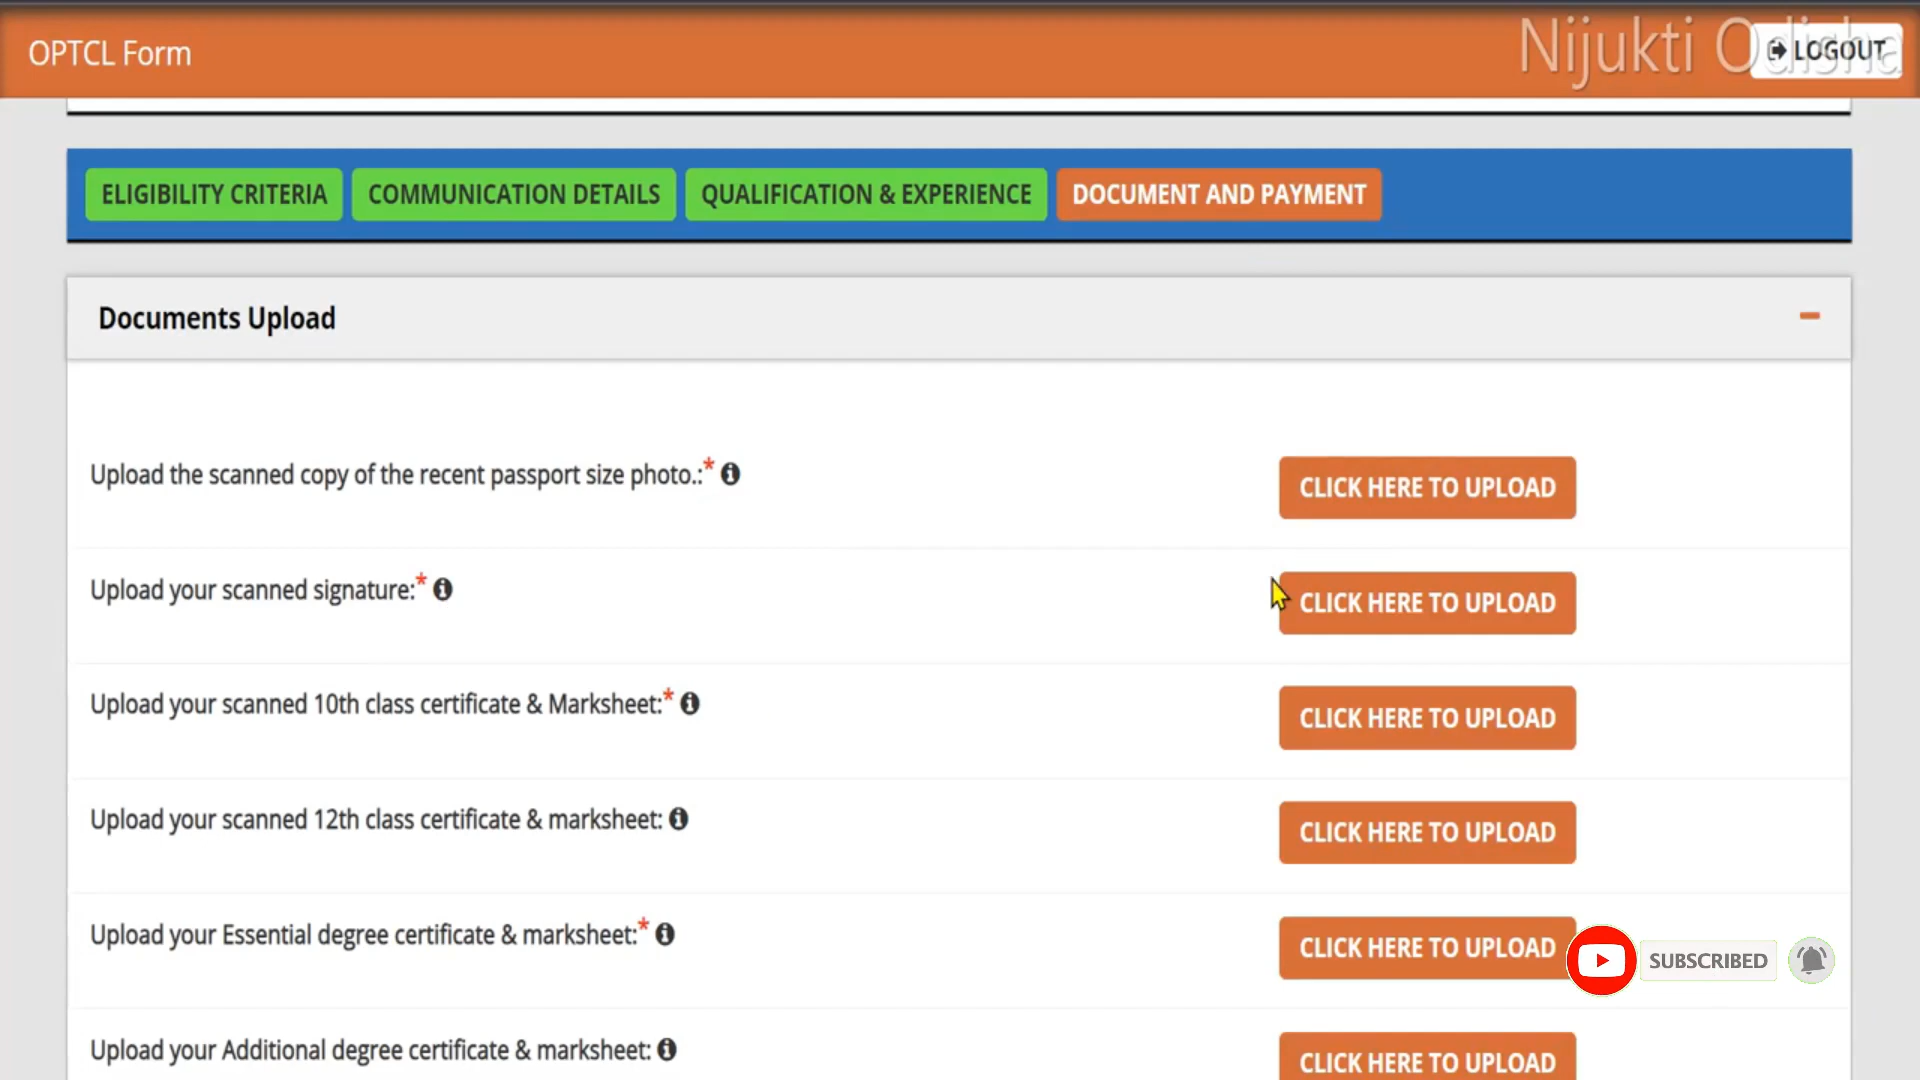 OPTCL Form
Nijukti Odisha
LOGOUT
ELIGIBILITY CRITERIA
COMMUNICATION DETAILS
QUALIFICATION & EXPERIENCE
DOCUMENT AND PAYMENT
Documents Upload
Upload the scanned copy of the recent passport size photo.:*
CLICK HERE TO UPLOAD
Upload your scanned signature:*
CLICK HERE TO UPLOAD
Upload your scanned 10th class certificate & Marksheet:*
CLICK HERE TO UPLOAD
Upload your scanned 12th class certificate & marksheet:
CLICK HERE TO UPLOAD
Upload your Essential degree certificate & marksheet:*
CLICK HERE TO UPLOAD
SUBSCRIBED
Upload your Additional degree certificate & marksheet:
CLICK HERE TO UPLOAD